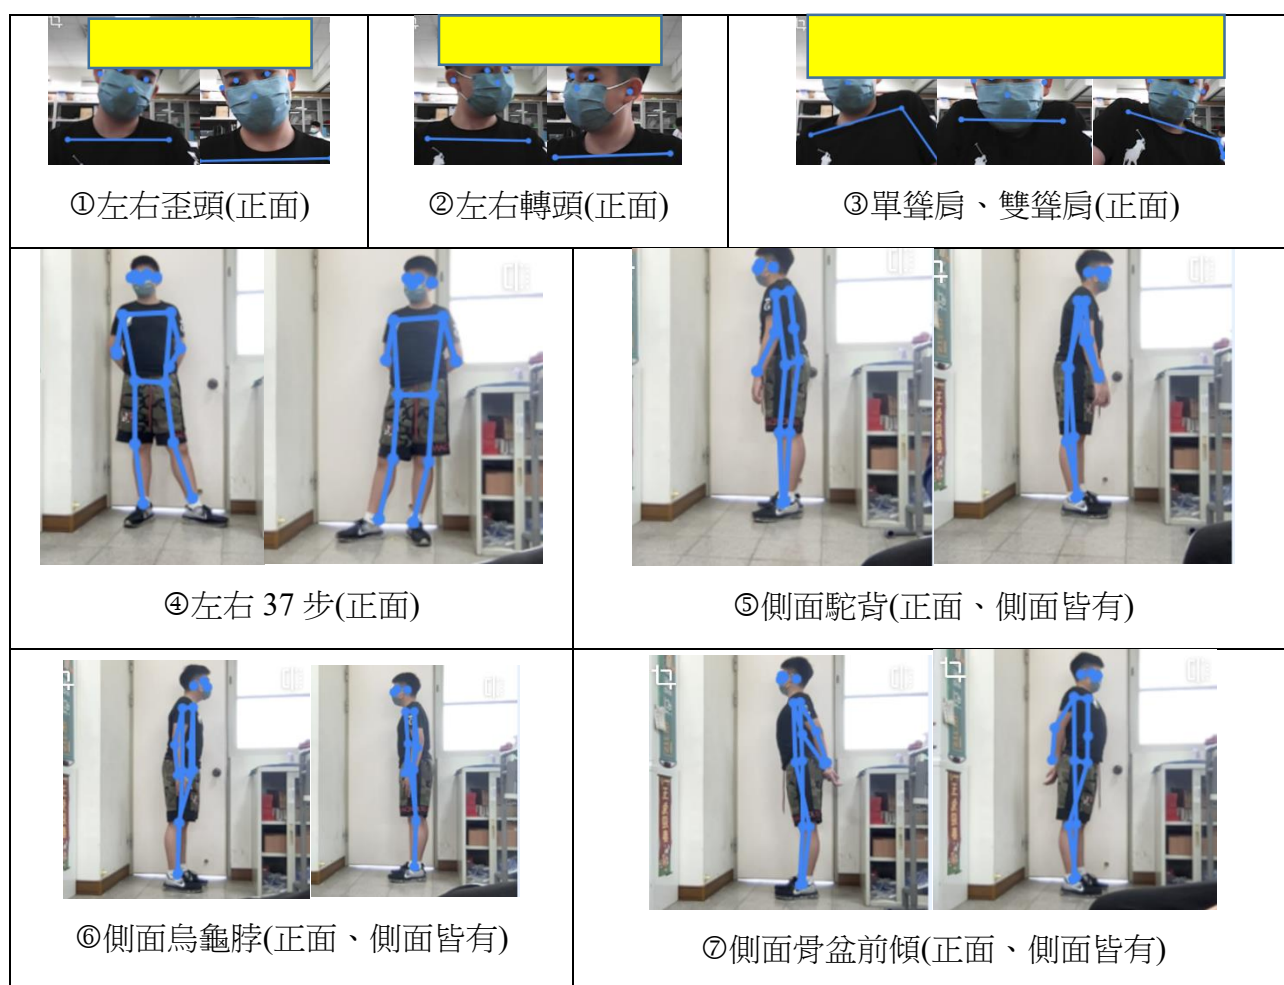 ①左右歪頭(正面)
②左右轉頭(正面)
③單聳肩、雙聳肩(正面)
④左右 37 步(正面)
⑤側面駝背(正面、側面皆有)
⑥側面烏龜脖(正面、側面皆有)
⑦側面骨盆前傾(正面、側面皆有)